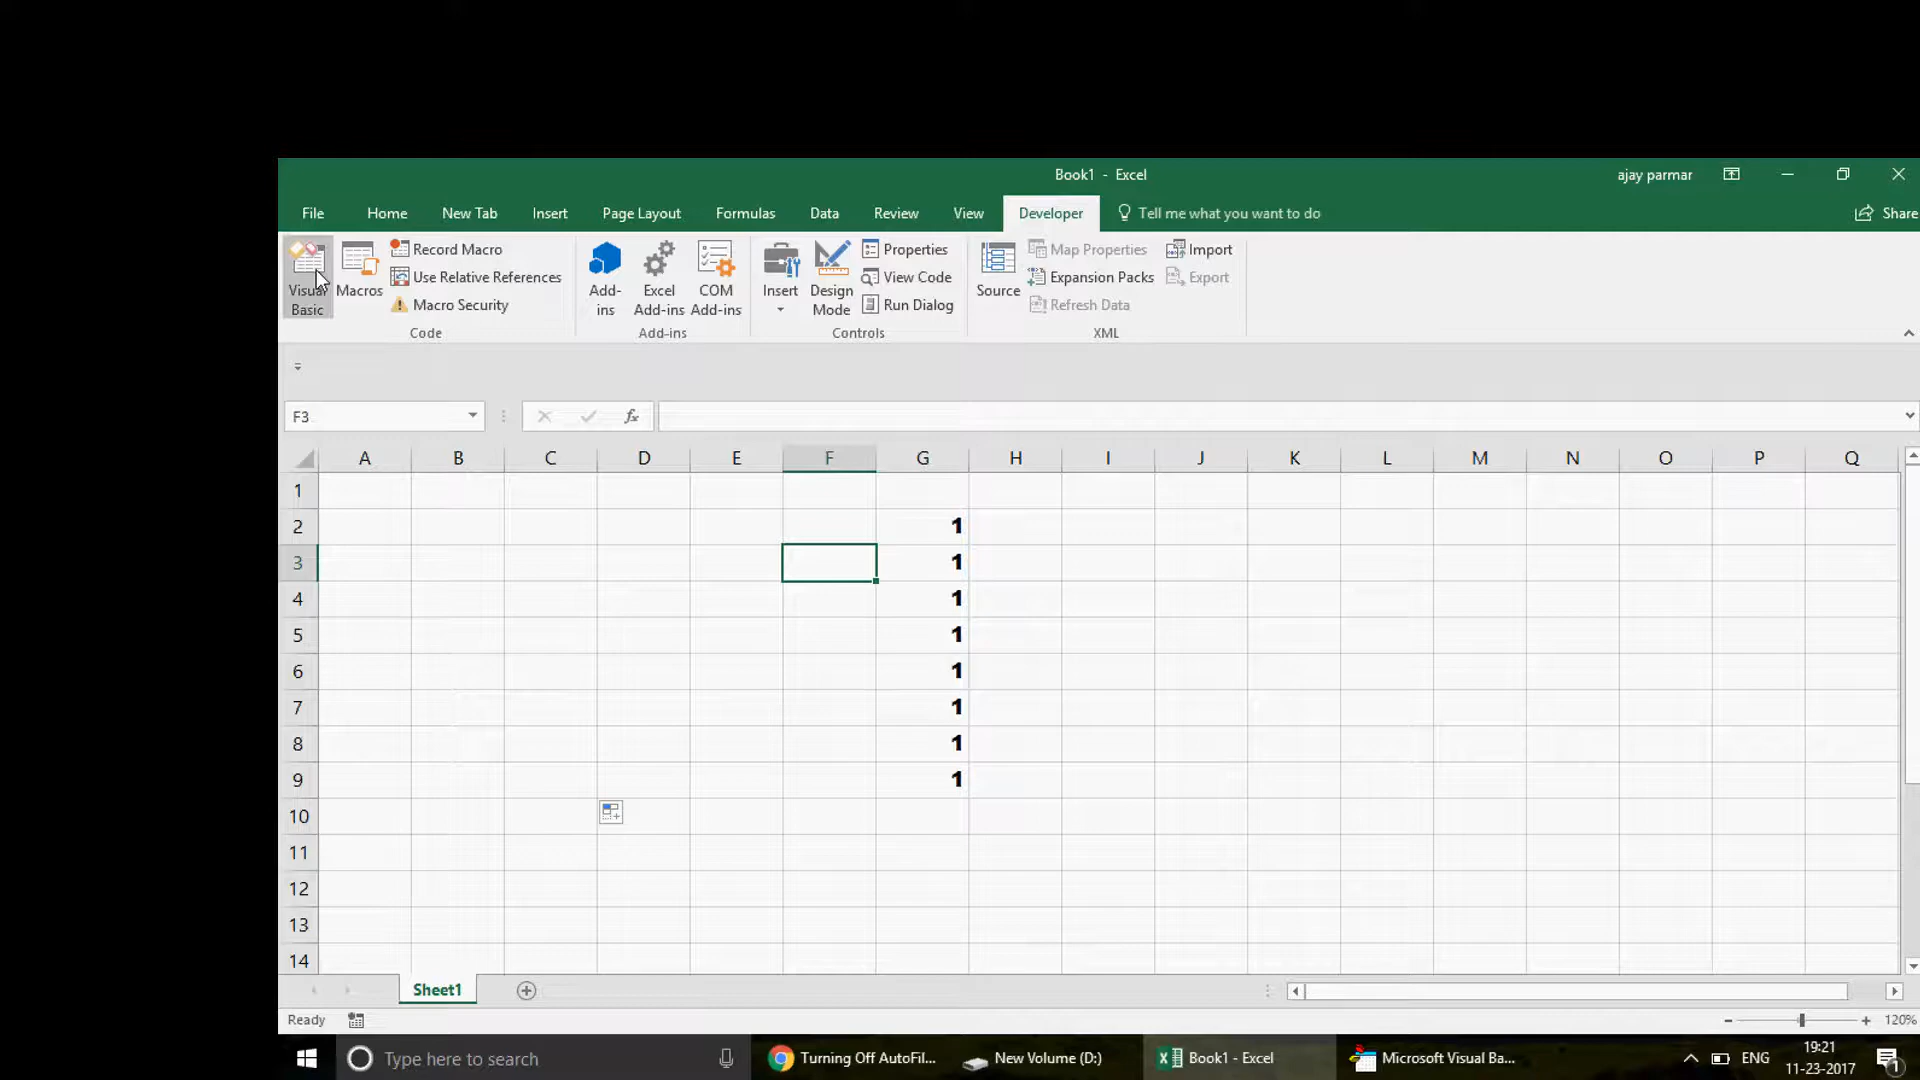 Book1 - Excel
ajay parmar
File Home New Tab Insert Page Layout Formulas Data Review View Developer Tell me what you want to do Share
Visual Basic
Macros
Record Macro
Use Relative References
Macro Security
Code
Add-ins
Excel Add-ins
COM Add-ins
Add-ins
Insert
Design Mode
Properties
View Code
Run Dialog
Controls
Source
Map Properties
Expansion Packs
Refresh Data
Import
Export
XML
F3
fx
A B C D E F G H I J K L M N O P Q
1
2 1
3 1
4 1
5 1
6 1
7 1
8 1
9 1
10
11
12
13
14
Sheet1
Ready
120%
Type here to search
Turning Off AutoFil...
New Volume (D:)
Book1 - Excel
Microsoft Visual Ba...
ENG
19:21
11-23-2017
1